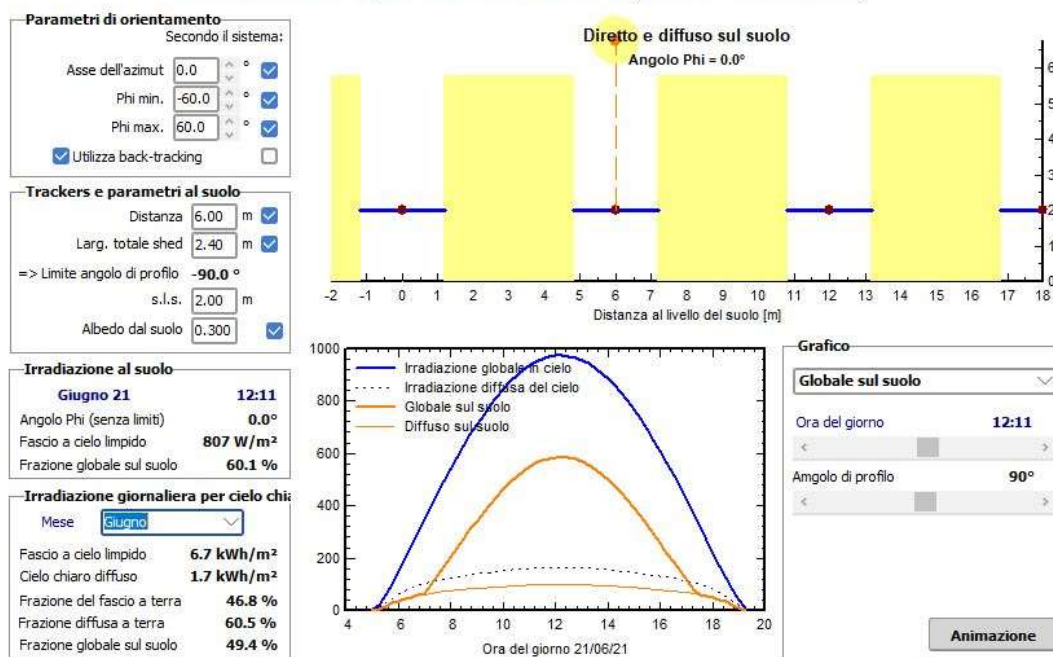 Parametri di orientamento
Secondo il sistema:
Asse dell'azimut 0.0 °
Phi min. -60.0 °
Phi max. 60.0 °
Utilizza back-tracking
Trackers e parametri al suolo
Distanza 6.00 m
Larg. totale shed 2.40 m
=> Limite angolo di profilo -90.0 °
s.l.s. 2.00 m
Albedo dal suolo 0.300
Irradiazione al suolo
Giugno 21 12:11
Angolo Phi (senza limiti) 0.0°
Fascio a cielo limpido 807 W/m²
Frazione globale sul suolo 60.1 %
Irradiazione giornaliera per cielo chia
Mese Giugno
Fascio a cielo limpido 6.7 kWh/m²
Cielo chiaro diffuso 1.7 kWh/m²
Frazione del fascio a terra 46.8 %
Frazione diffusa a terra 60.5 %
Frazione globale sul suolo 49.4 %
Diretto e diffuso sul suolo
Angolo Phi = 0.0°
6
5
4
3
2
1
0
-2 -1 0 1 2 3 4 5 6 7 8 9 10 11 12 13 14 15 16 17 18
Distanza al livello del suolo [m]
1000
800
600
400
200
0
Irradiazione globale in cielo
Irradiazione diffusa del cielo
Globale sul suolo
Diffuso sul suolo
4 6 8 10 12 14 16 18 20
Ora del giorno 21/06/21
Grafico
Globale sul suolo
Ora del giorno 12:11
Amgolo di profilo 90°
Animazione